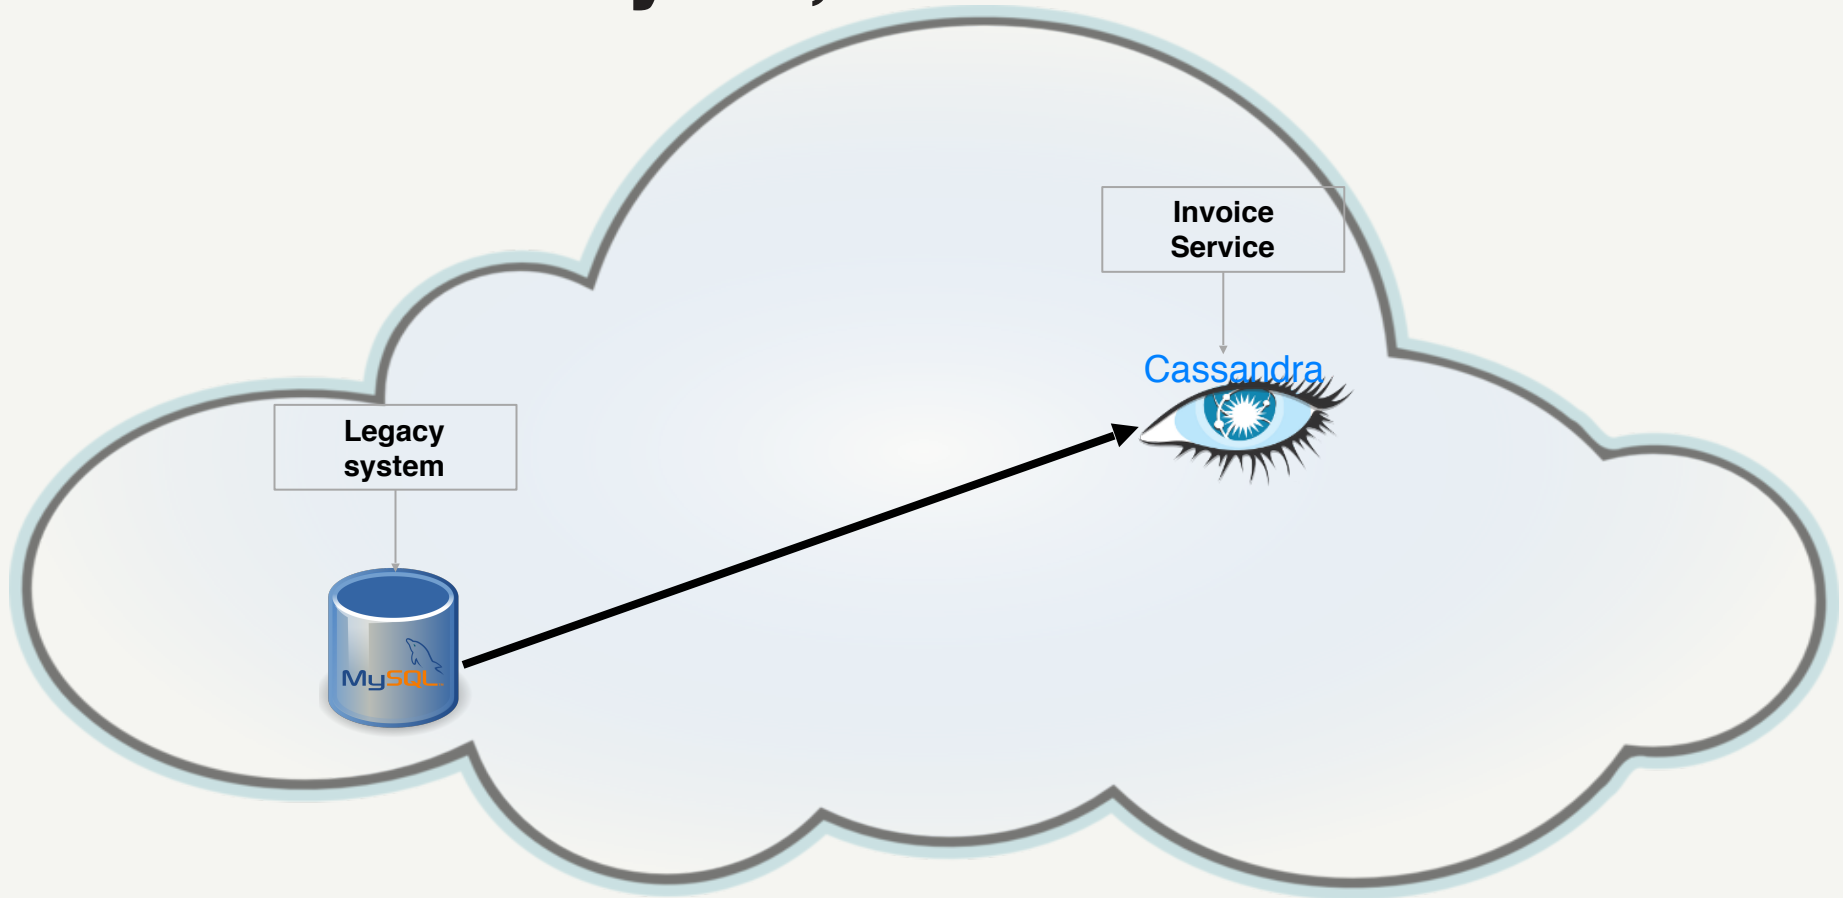 Invoice
Service
Cassandra
Legacy
system
MySQL